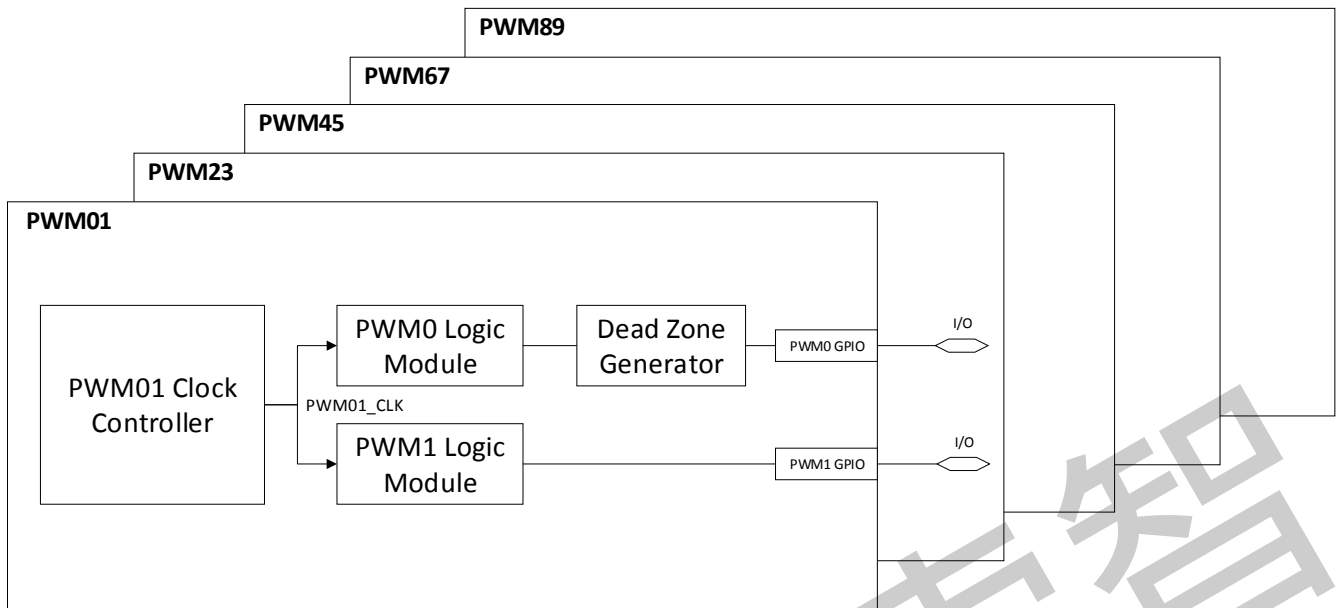 PWM89
PWM67
PWM45
PWM23
PWM01
PWM01 Clock
Controller
PWM01_CLK
PWM0 Logic
Module
Dead Zone
Generator
PWM0 GPIO
I/O
PWM1 Logic
Module
PWM1 GPIO
I/O
智